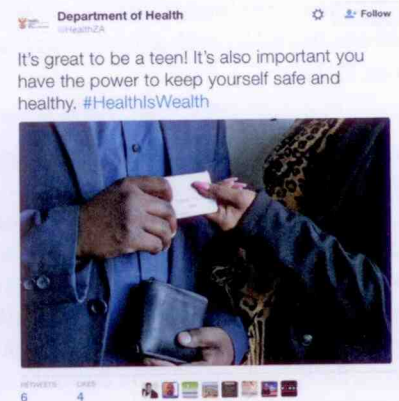 Department of Health
@HealthZA
Follow
It's great to be a teen! It's also important you
have the power to keep yourself safe and
healthy. #HealthIsWealth
RETWEETS LIKES
6 4